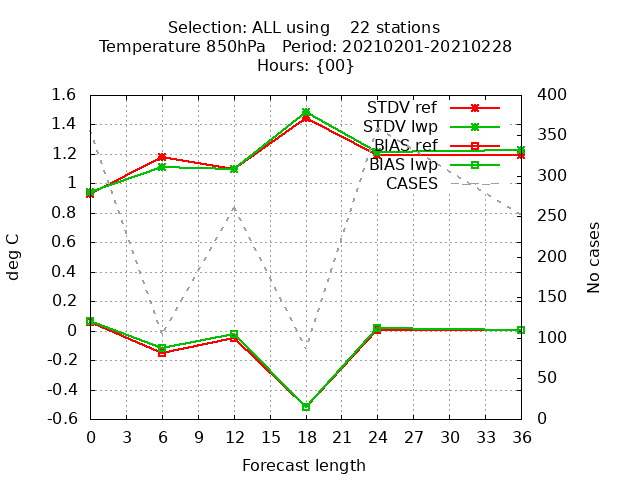 Selection: ALL using    22 stations
Temperature 850hPa   Period: 20210201-20210228
Hours: {00}
STDV ref
STDV lwp
BIAS ref
BIAS lwp
CASES
deg C
1.6
1.4
1.2
1
0.8
0.6
0.4
0.2
0
-0.2
-0.4
-0.6
400
350
300
250
200
150
100
50
0
No cases
0 3 6 9 12 15 18 21 24 27 30 33 36
Forecast length